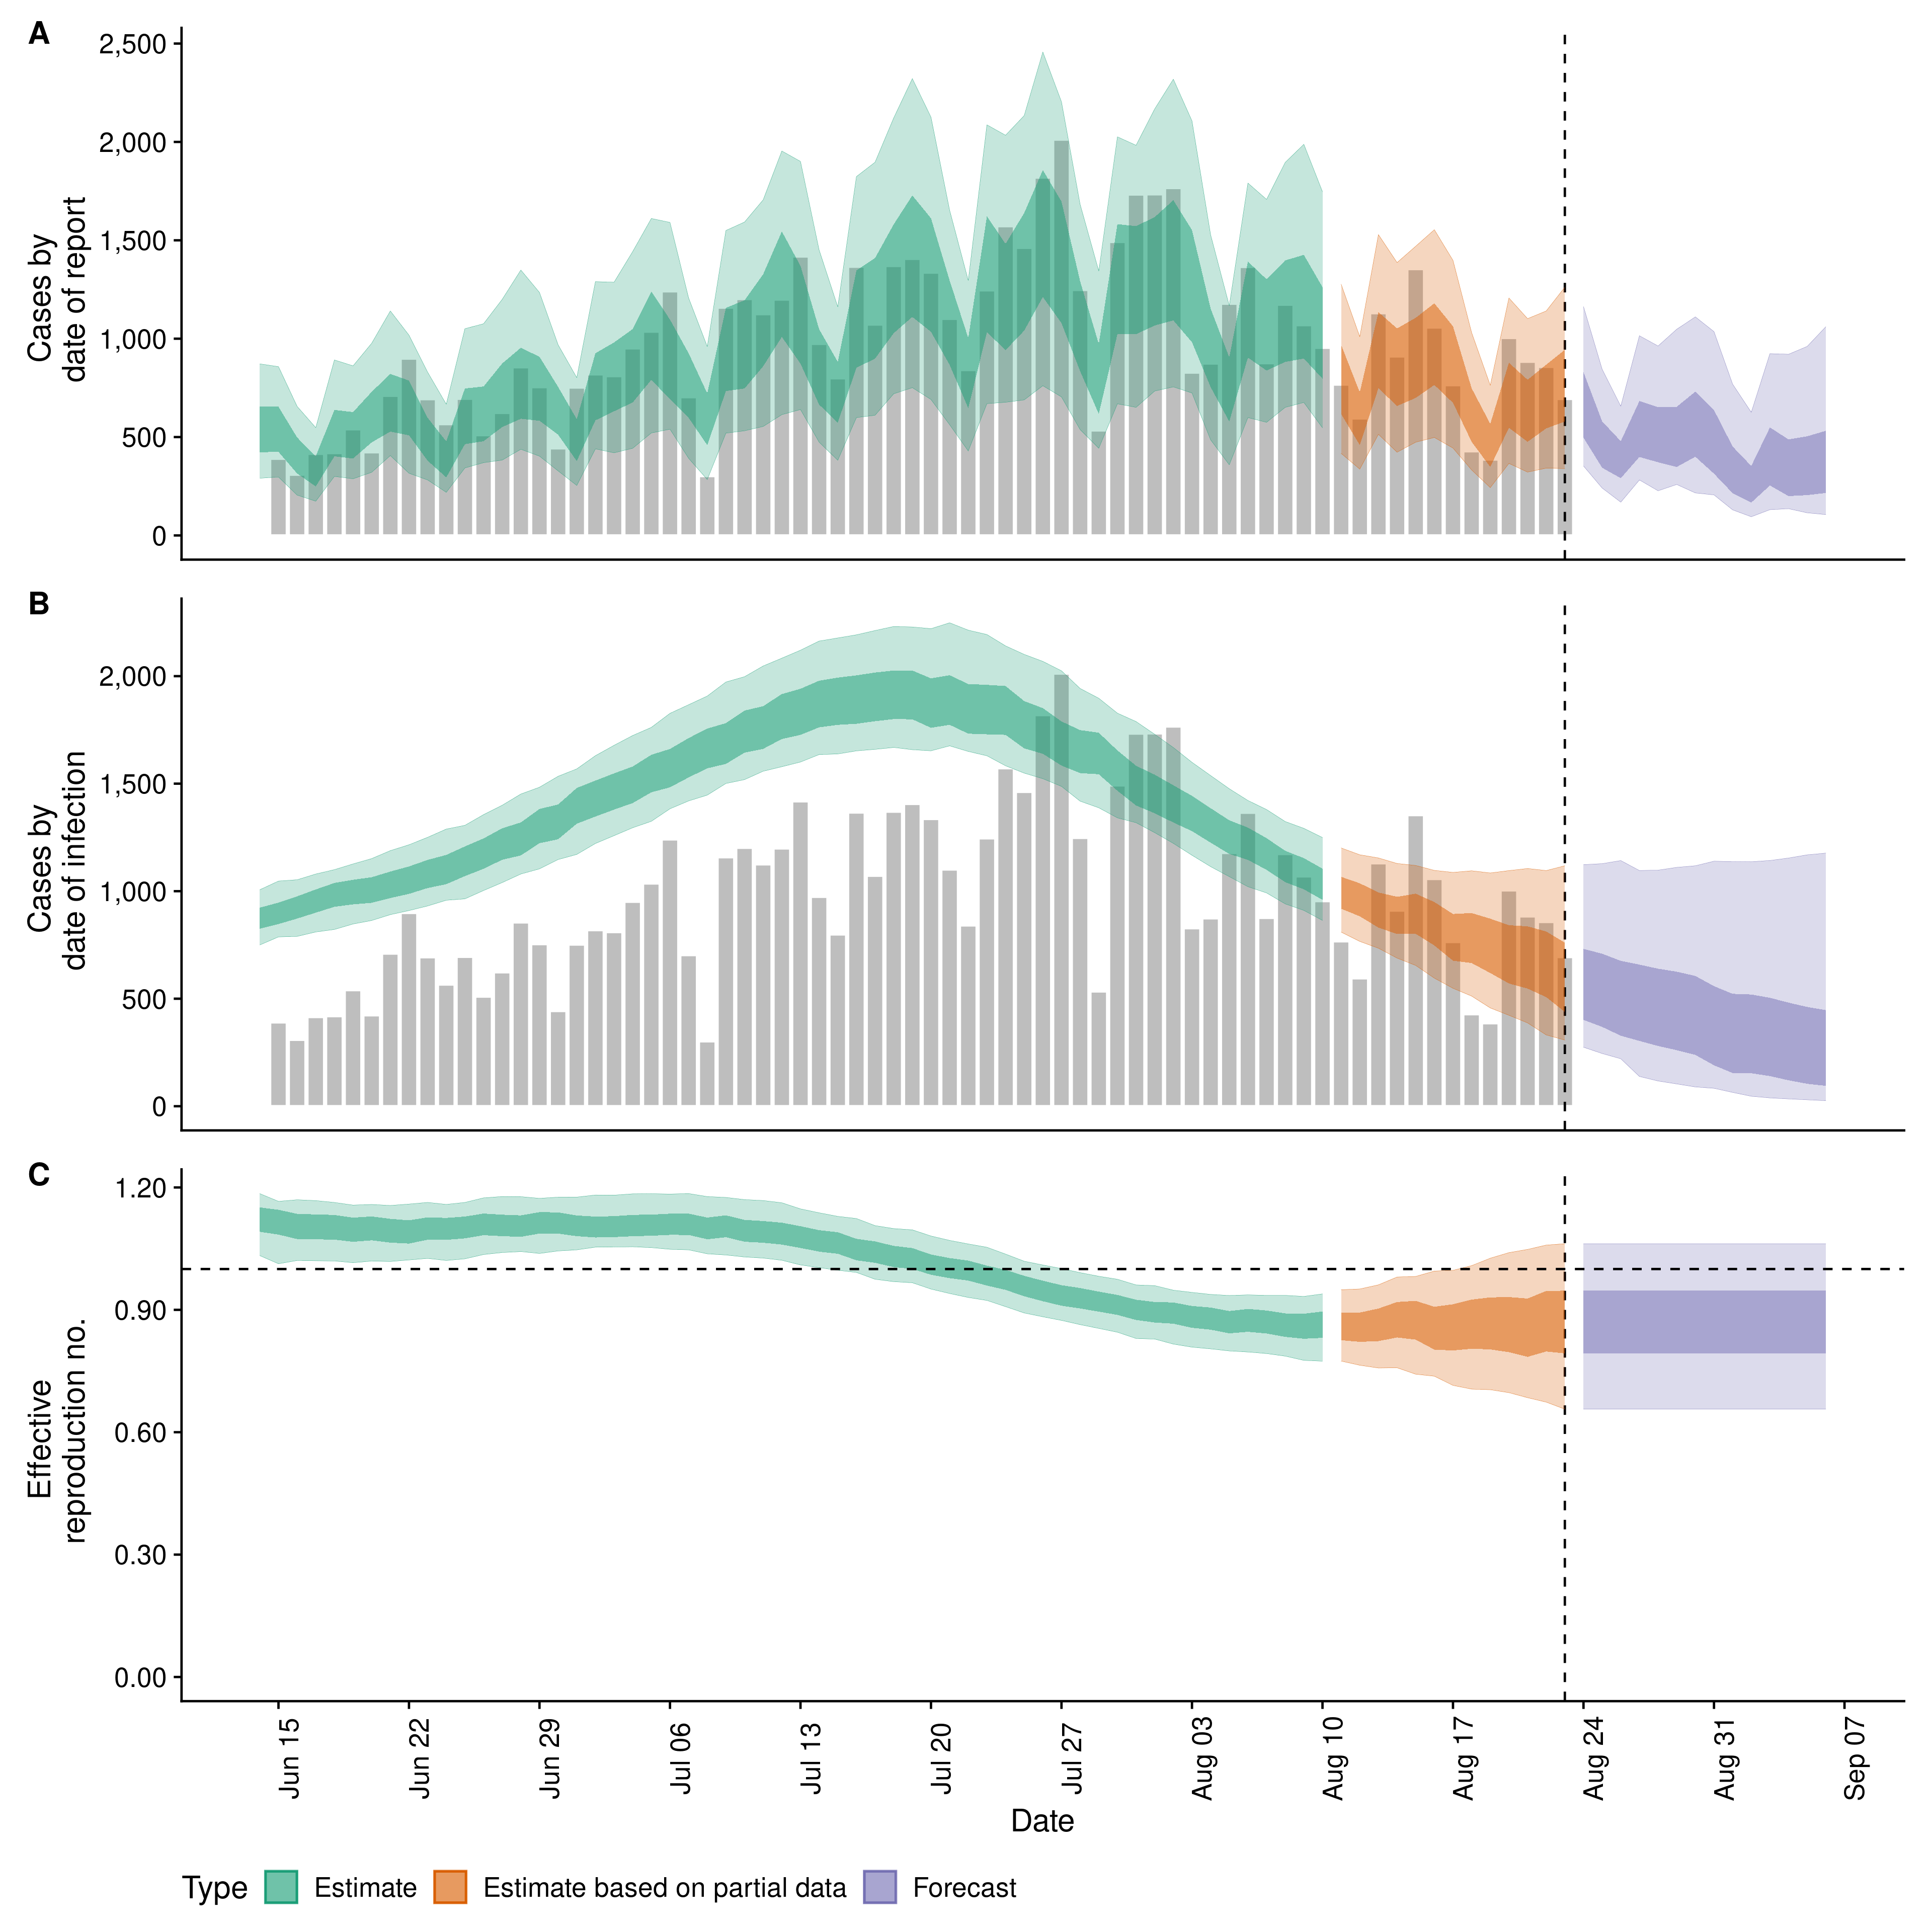 A
2,500
2,000
1,500
1,000
500
0
Cases by
date of report
B
2,000
1,500
1,000
500
0
Cases by
date of infection
C
1.20
0.90
0.60
0.30
0.00
Effective
reproduction no.
Jun 15
Jun 22
Jun 29
Jul 06
Jul 13
Jul 20
Jul 27
Aug 03
Aug 10
Aug 17
Aug 24
Aug 31
Sep 07
Date
Type Estimate Estimate based on partial data Forecast